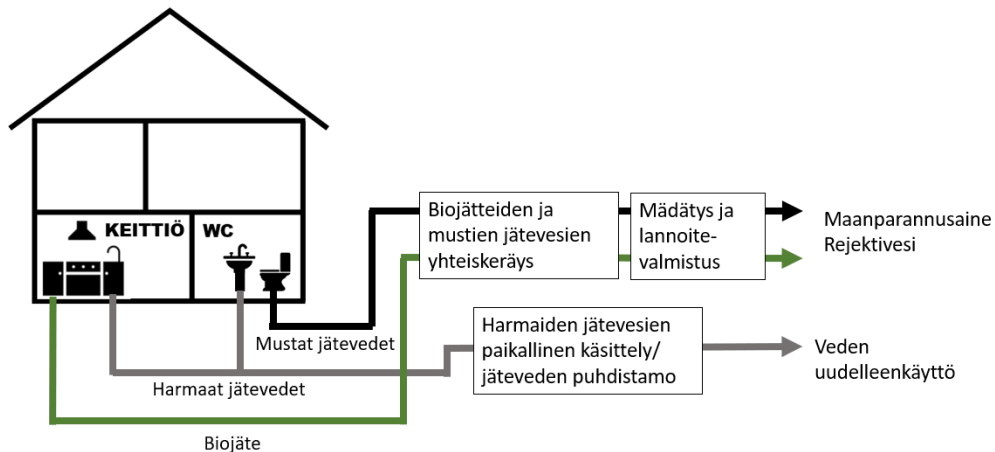 KEITTIÖ
WC
Biojätteiden ja
mustien jätevesien
yhteiskeräys
Mädätys ja
lannoite-
valmistus
Maanparannusaine
Rejektivesi
Mustat jätevedet
Harmaiden jätevesien
paikallinen käsittely/
jäteveden puhdistamo
Veden
uudelleenkäyttö
Harmaat jätevedet
Biojäte